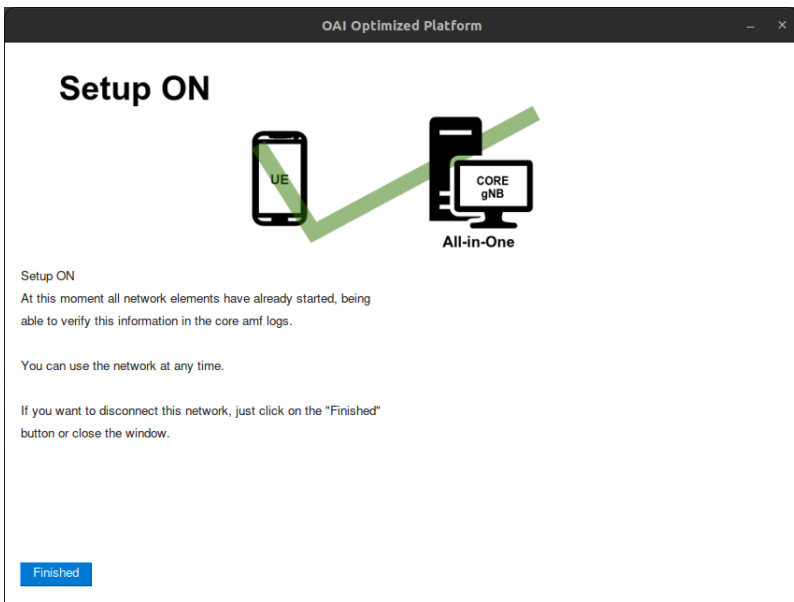 OAI Optimized Platform
Setup ON
UE
CORE
gNB
All-in-One
Setup ON
At this moment all network elements have already started, being
able to verify this information in the core amf logs.
You can use the network at any time.
If you want to disconnect this network, just click on the "Finished"
button or close the window.
Finished